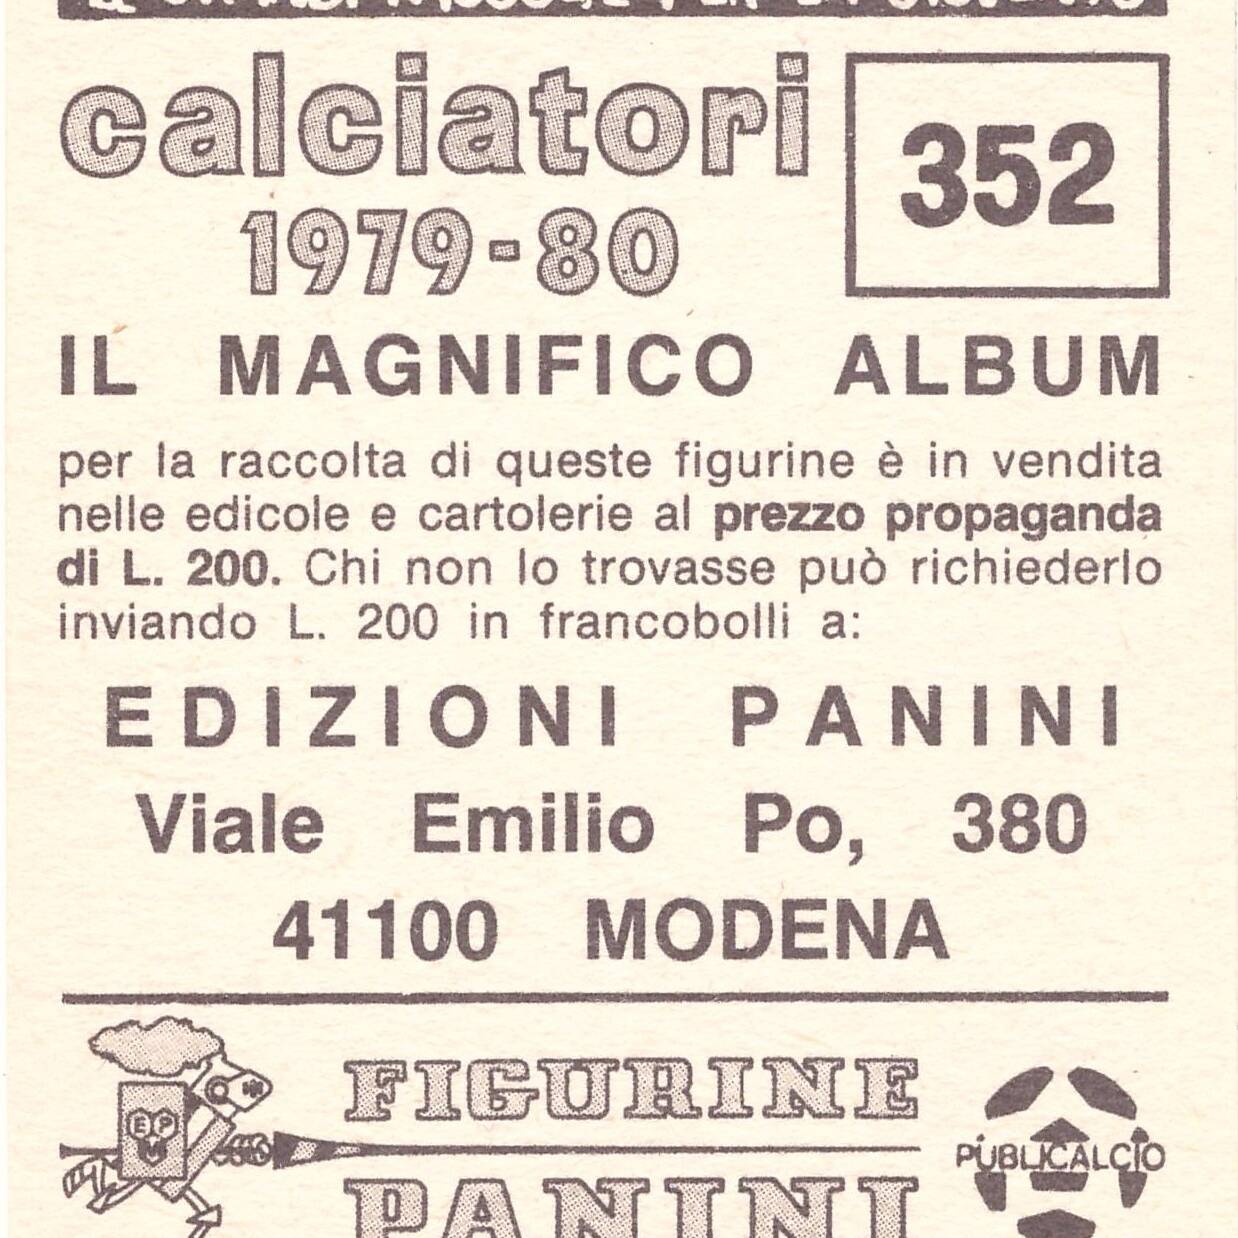 calciatori
1979-80
352
IL MAGNIFICO ALBUM
per la raccolta di queste figurine è in vendita
nelle edicole e cartolerie al prezzo propaganda
di L. 200. Chi non lo trovasse può richiederlo
inviando L. 200 in francobolli a:
EDIZIONI PANINI
Viale Emilio Po, 380
41100 MODENA
FIGURINE
EP
PANINI
PUBLICALCIO